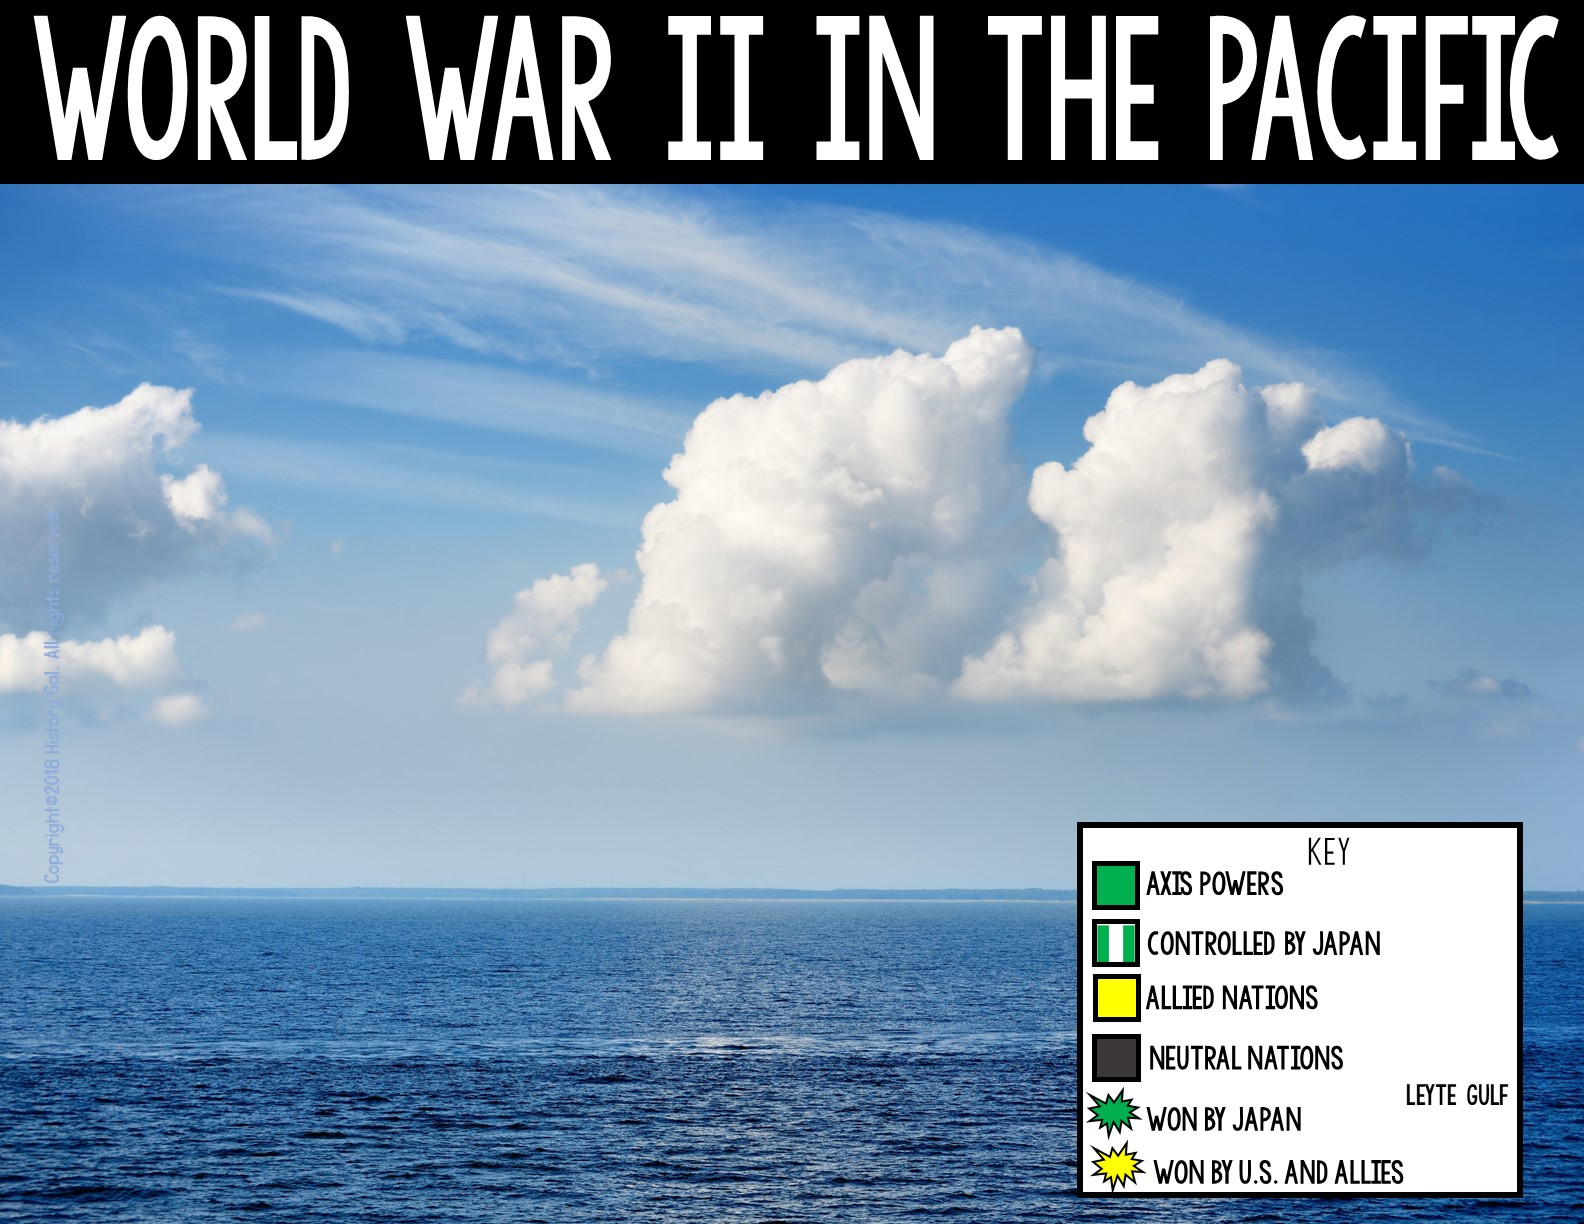 WORLD WAR II IN THE PACIFIC
Copyright©2018 History Gal. All rights reserved
KEY
AXIS POWERS
CONTROLLED BY JAPAN
ALLIED NATIONS
NEUTRAL NATIONS
LEYTE GULF
WON BY JAPAN
WON BY U.S. AND ALLIES